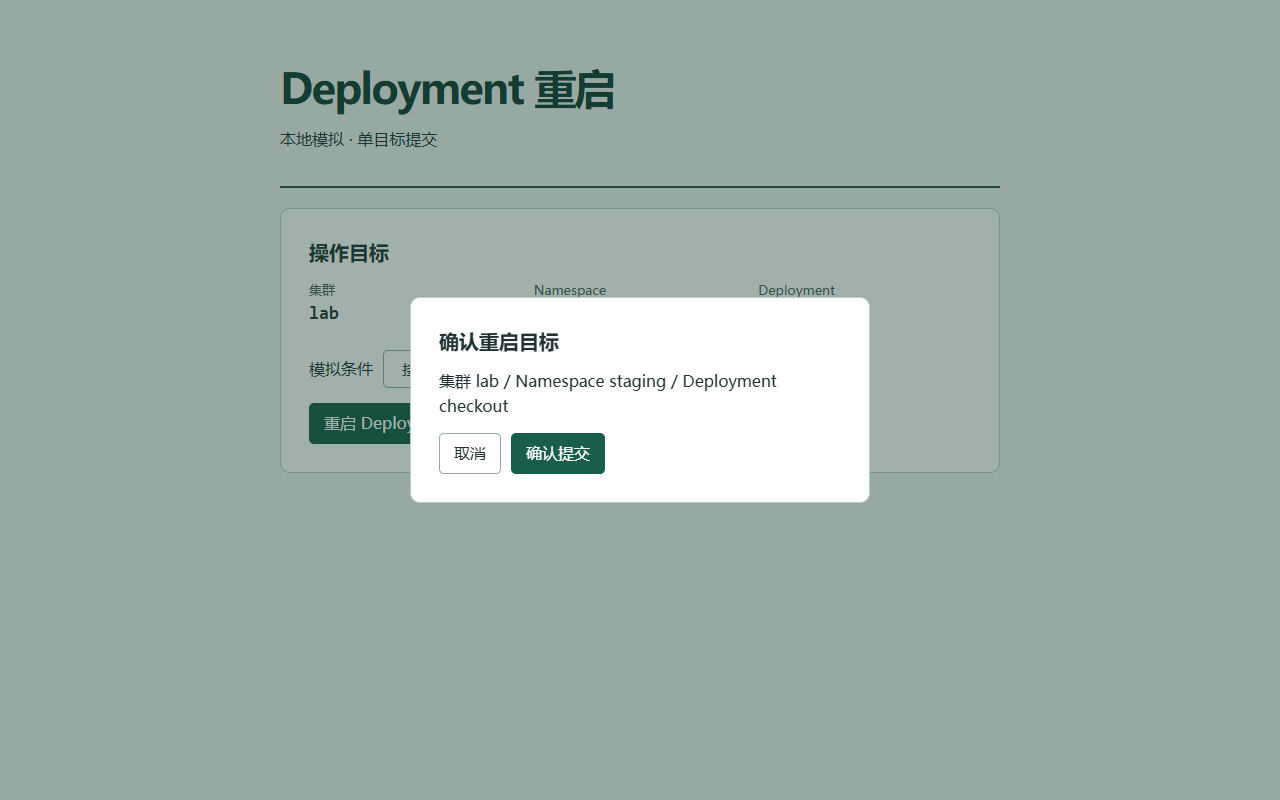 Deployment 重启
本地模拟 · 单目标提交
操作目标
集群
Namespace
Deployment
lab
模拟条件
重启 Deploy
确认重启目标
集群 lab / Namespace staging / Deployment
checkout
取消
确认提交